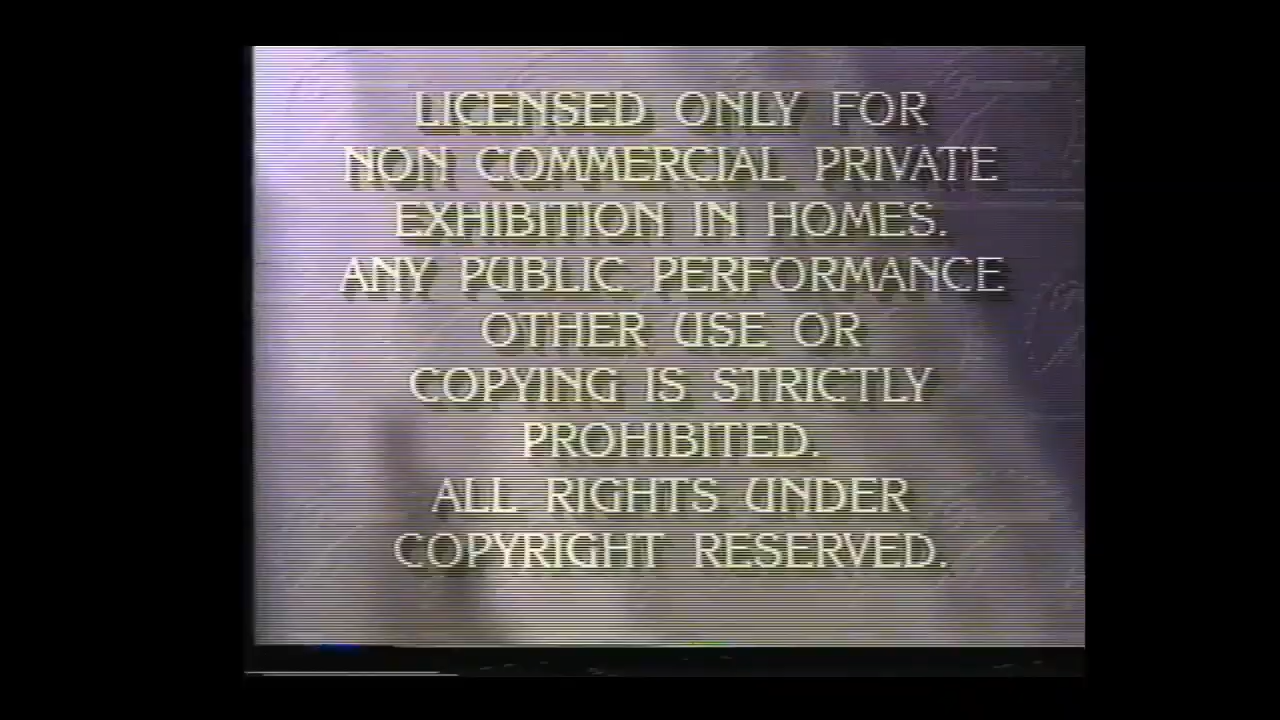 LICENSED ONLY FOR
NON COMMERCIAL PRIVATE
EXHIBITION IN HOMES.
ANY PUBLIC PERFORMANCE
OTHER USE OR
COPYING IS STRICTLY
PROHIBITED.
ALL RIGHTS UNDER
COPYRIGHT RESERVED.